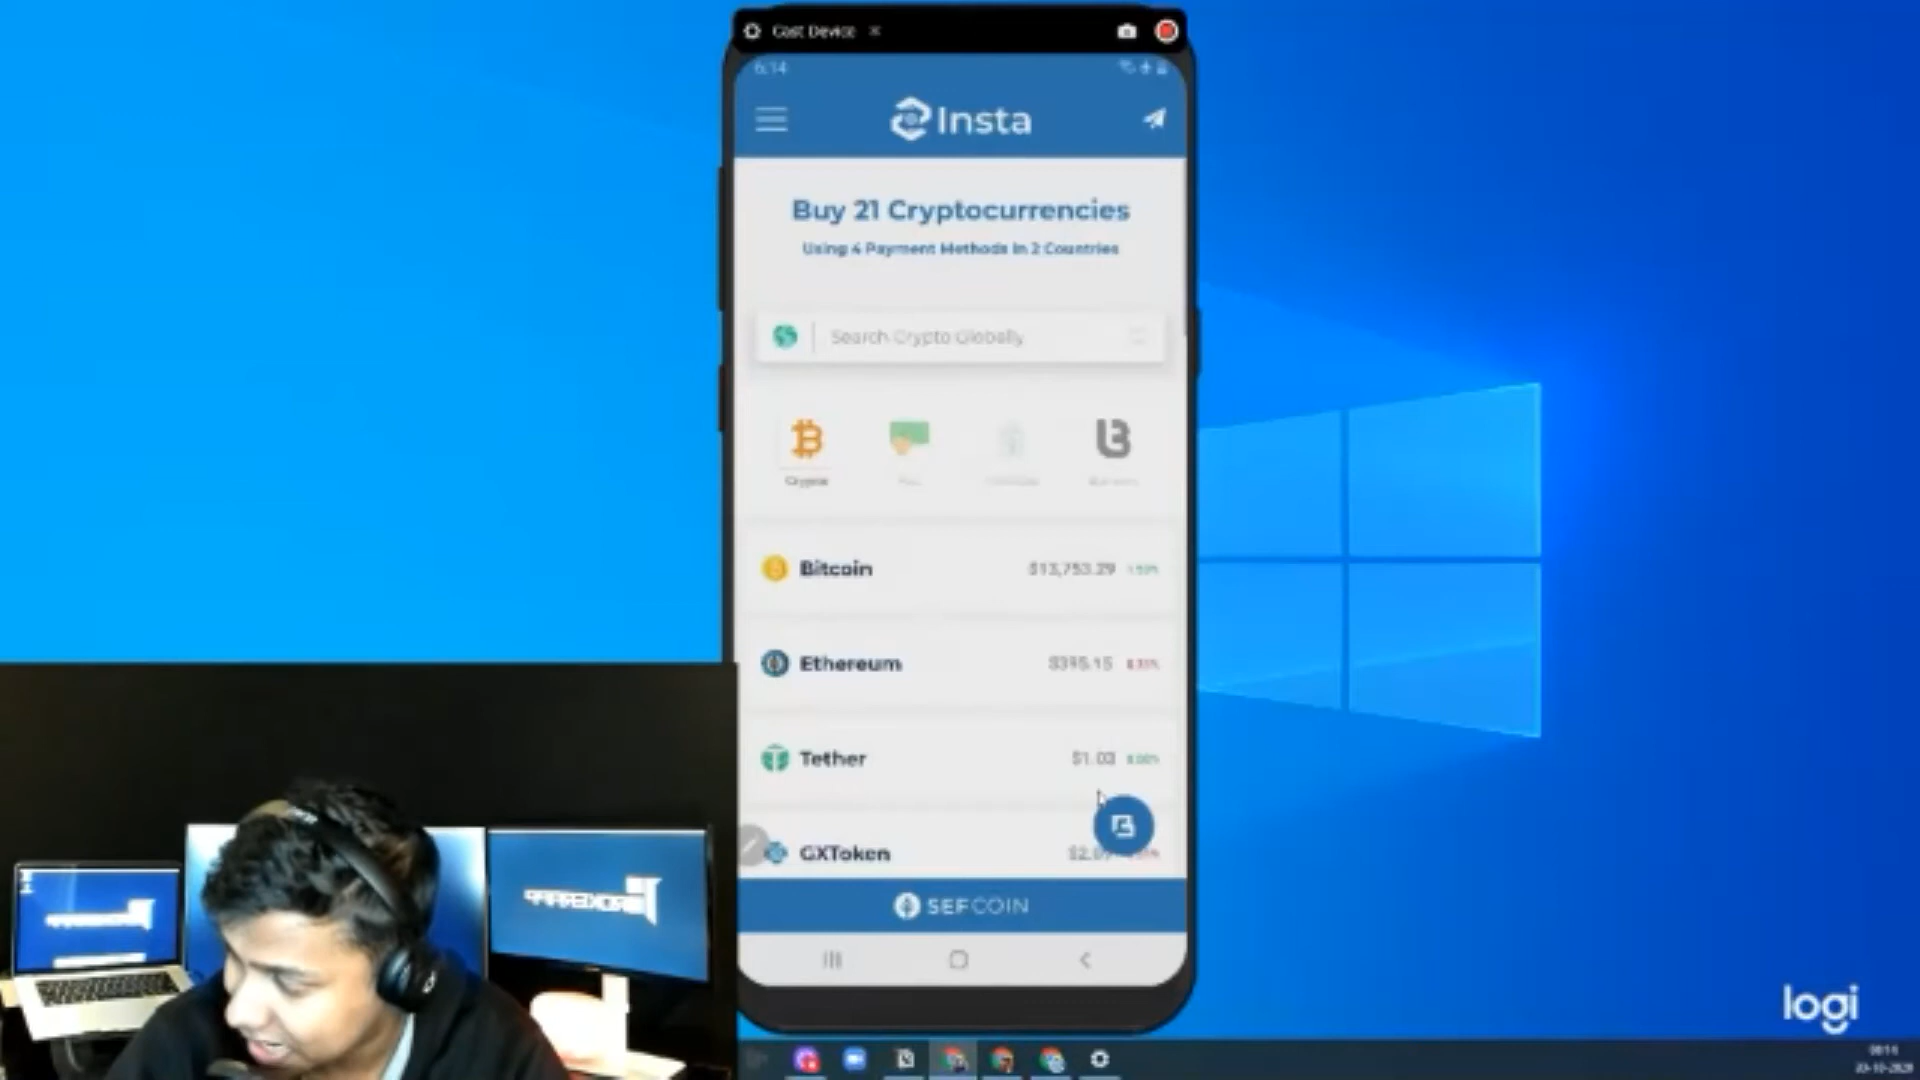 Cast Device
6:14
Insta
Buy 21 Cryptocurrencies
Using 4 Payment Methods In 2 Countries
Search Crypto Globally
Crypto
Bitcoin
$13,753.29
Ethereum
$395.15
Tether
$1.03
GXToken
SEFCOIN
logi